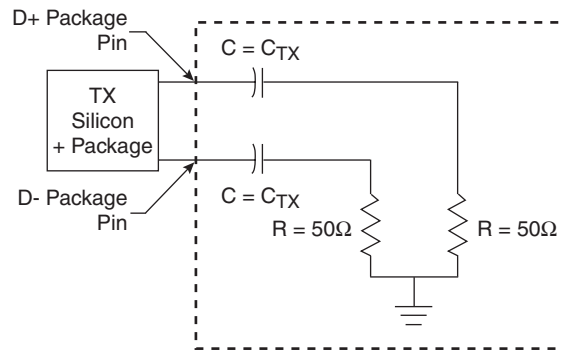 D+ Package
Pin
C = CTX
TX
Silicon
+ Package
D- Package
Pin
C = CTX
R = 50Ω
R = 50Ω